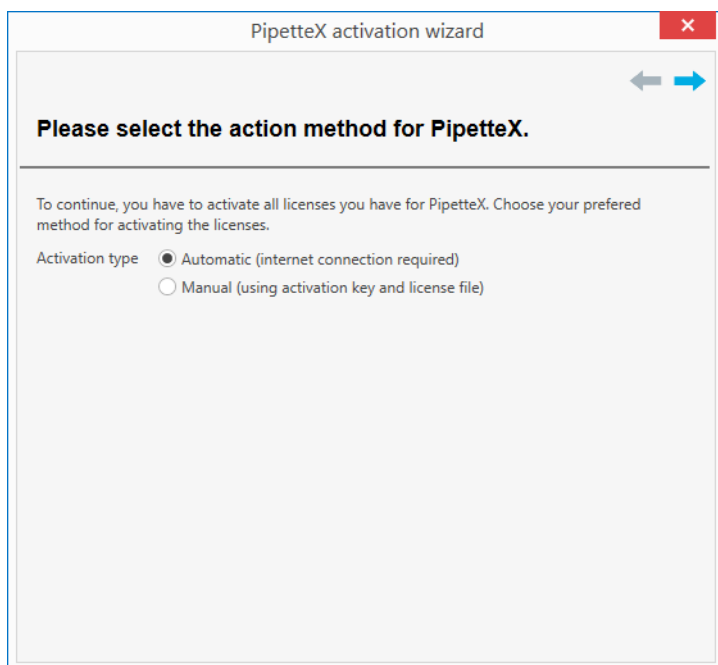 PipetteX activation wizard
Please select the action method for PipetteX.
To continue, you have to activate all licenses you have for PipetteX. Choose your prefered
method for activating the licenses.
Activation type Automatic (internet connection required)
Manual (using activation key and license file)